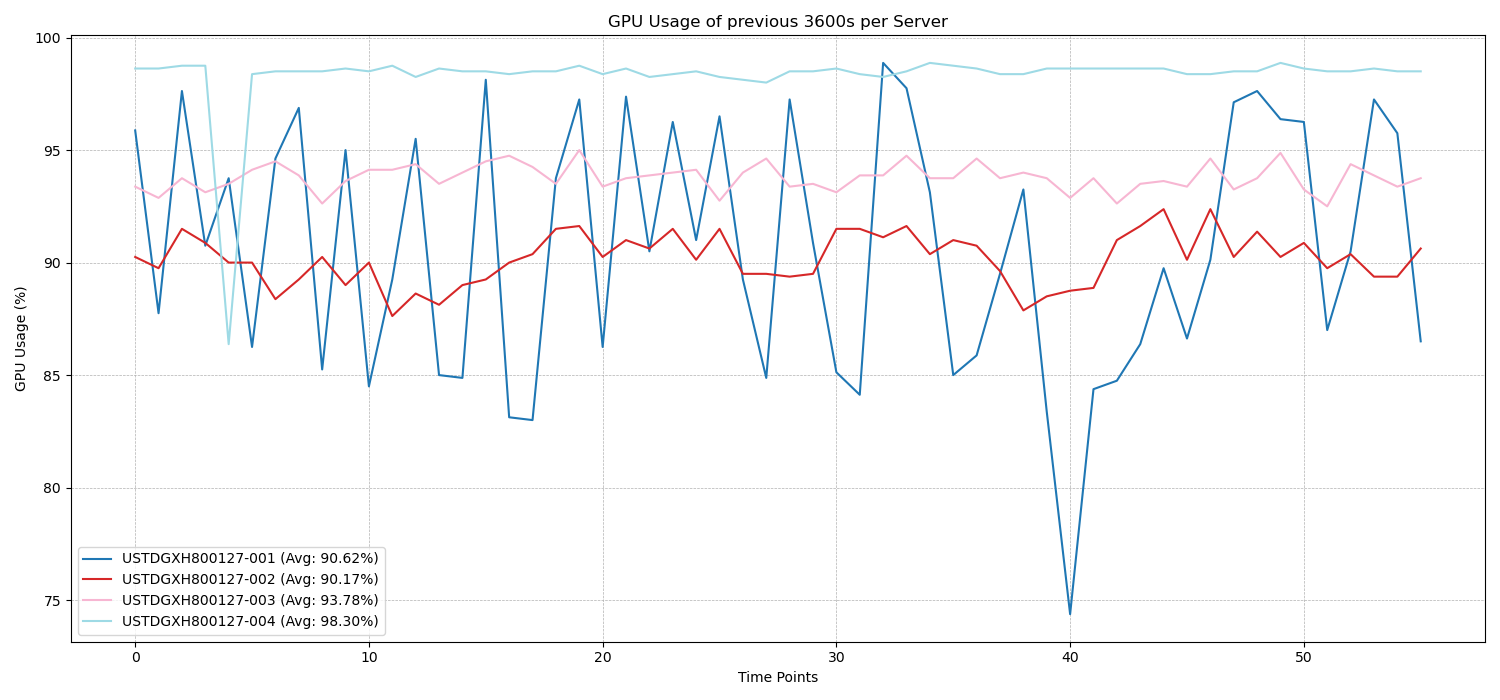 GPU Usage of previous 3600s per Server
GPU Usage (%)
100
95
90
85
80
75
USTDGXH800127-001 (Avg: 90.62%)
USTDGXH800127-002 (Avg: 90.17%)
USTDGXH800127-003 (Avg: 93.78%)
USTDGXH800127-004 (Avg: 98.30%)
0 10 20 30 40 50
Time Points